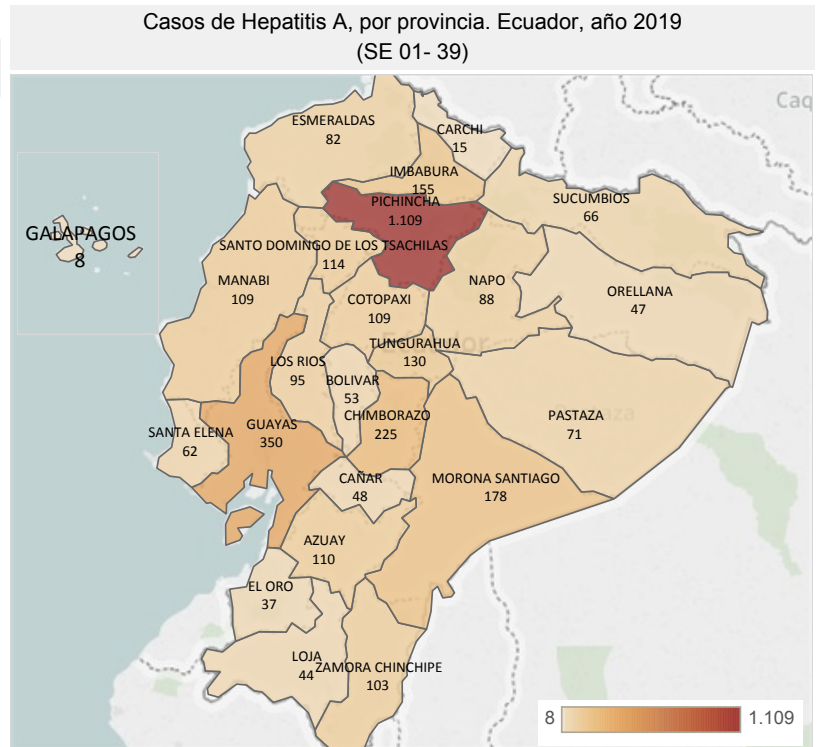 Casos de Hepatitis A, por provincia. Ecuador, año 2019
(SE 01- 39)
Caq
ESMERALDAS
82
CARCHI
15
IMBABURA
155
PICHINCHA
1.109
SUCUMBIOS
66
GALAPAGOS
8
SANTO DOMINGO DE LOS TSACHILAS
114
MANABI
109
NAPO
88
ORELLANA
47
COTOPAXI
109
Ecuador
TUNGURAHUA
130
LOS RIOS
95
BOLIVAR
53
CHIMBORAZO
225
PASTAZA
71
SANTA ELENA
62
GUAYAS
350
CAÑAR
48
MORONA SANTIAGO
178
AZUAY
110
EL ORO
37
LOJA
44
ZAMORA CHINCHIPE
103
8
1.109